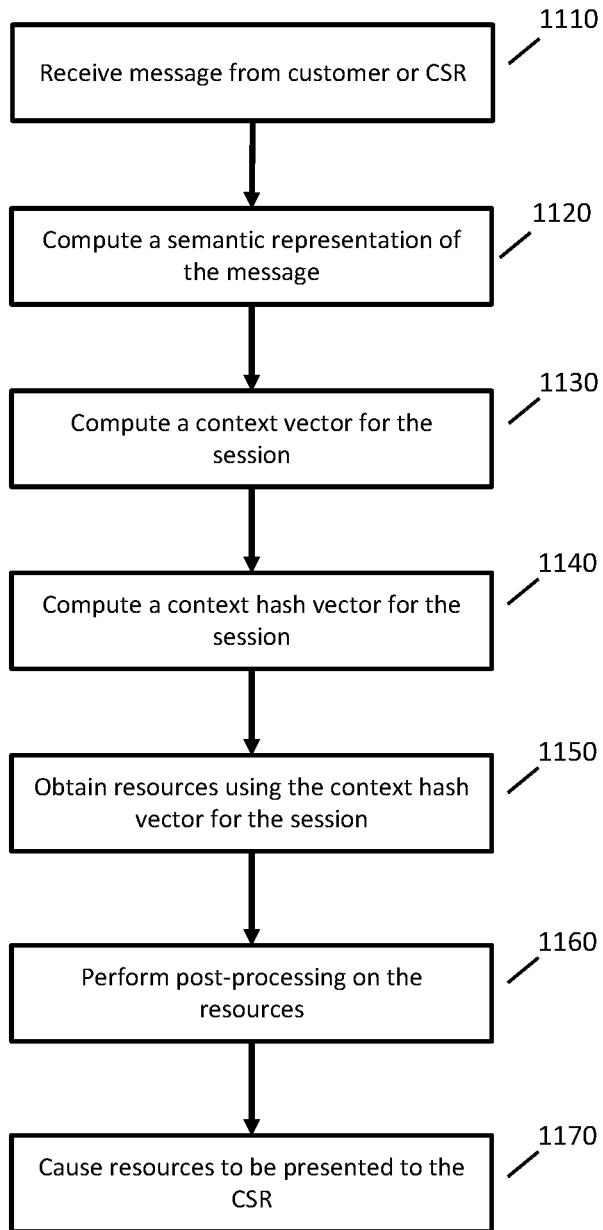 1110
Receive message from customer or CSR
1120
Compute a semantic representation of
the message
1130
Compute a context vector for the
session
1140
Compute a context hash vector for the
session
1150
Obtain resources using the context hash
vector for the session
1160
Perform post-processing on the
resources
1170
Cause resources to be presented to the
CSR